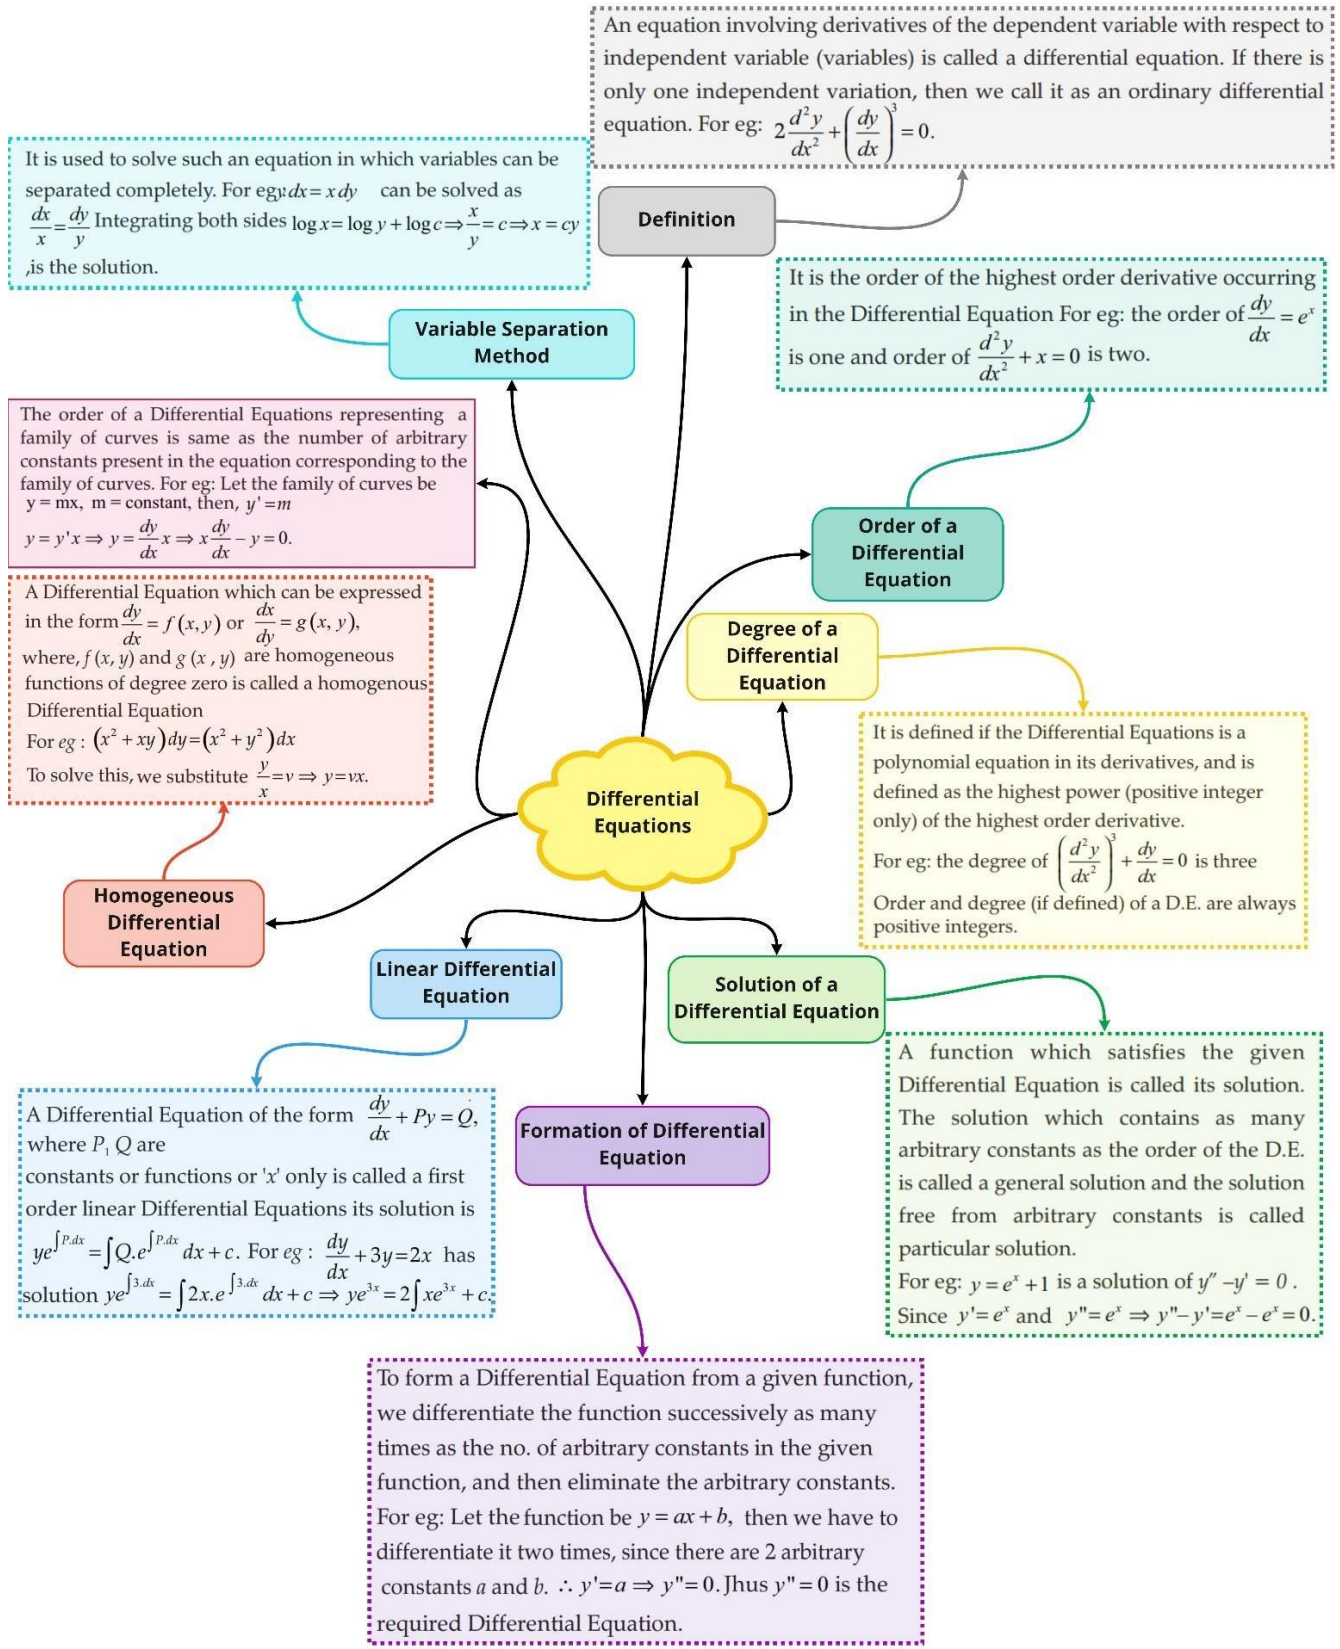 An equation involving derivatives of the dependent variable with respect to
independent variable (variables) is called a differential equation. If there is
only one independent variation, then we call it as an ordinary differential
equation. For eg: 2 d²y/dx² + (dy/dx)³ = 0.
Definition
It is used to solve such an equation in which variables can be
separated completely. For eg: y dx = x dy can be solved as
dx/x = dy/y Integrating both sides log x = log y + log c ⇒ x/y = c ⇒ x = cy
,is the solution.
Variable Separation
Method
It is the order of the highest order derivative occurring
in the Differential Equation For eg: the order of dy/dx = eˣ
is one and order of d²y/dx² + x = 0 is two.
Order of a
Differential
Equation
The order of a Differential Equations representing a
family of curves is same as the number of arbitrary
constants present in the equation corresponding to the
family of curves. For eg: Let the family of curves be
y = mx, m = constant, then, y' = m
y = y'x ⇒ y = dy/dx x ⇒ x dy/dx − y = 0.
Degree of a
Differential
Equation
It is defined if the Differential Equations is a
polynomial equation in its derivatives, and is
defined as the highest power (positive integer
only) of the highest order derivative.
For eg: the degree of (d²y/dx²)³ + dy/dx = 0 is three
Order and degree (if defined) of a D.E. are always
positive integers.
A Differential Equation which can be expressed
in the form dy/dx = f(x, y) or dx/dy = g(x, y),
where, f(x, y) and g(x , y) are homogeneous
functions of degree zero is called a homogenous
Differential Equation
For eg : (x² + xy)dy = (x² + y²)dx
To solve this, we substitute y/x = v ⇒ y = vx.
Differential
Equations
Homogeneous
Differential
Equation
Linear Differential
Equation
Solution of a
Differential Equation
A Differential Equation of the form dy/dx + Py = Q,
where P₁ Q are
constants or functions or 'x' only is called a first
order linear Differential Equations its solution is
ye^∫P.dx = ∫Q.e^∫P.dx dx + c. For eg : dy/dx + 3y = 2x has
solution ye^∫3.dx = ∫2x.e^∫3.dx dx + c ⇒ ye³ˣ = 2∫xe³ˣ + c.
Formation of Differential
Equation
A function which satisfies the given
Differential Equation is called its solution.
The solution which contains as many
arbitrary constants as the order of the D.E.
is called a general solution and the solution
free from arbitrary constants is called
particular solution.
For eg: y = eˣ + 1 is a solution of y″ −y′ = 0 .
Since y' = eˣ and y" = eˣ ⇒ y" − y' = eˣ − eˣ = 0.
To form a Differential Equation from a given function,
we differentiate the function successively as many
times as the no. of arbitrary constants in the given
function, and then eliminate the arbitrary constants.
For eg: Let the function be y = ax + b, then we have to
differentiate it two times, since there are 2 arbitrary
constants a and b. ∴ y' = a ⇒ y" = 0. Jhus y" = 0 is the
required Differential Equation.